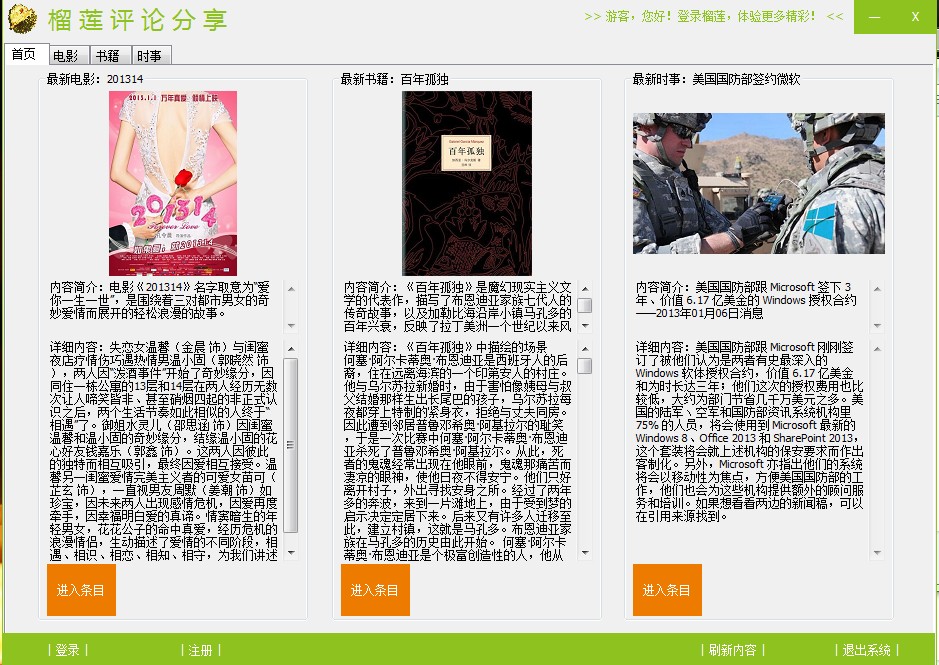 榴莲评论分享
>> 游客，您好！登录榴莲，体验更多精彩！ <<
首页
电影
书籍
时事
最新电影：201314
2013.1.1 万年真爱 倾情上映
201314
Forever Love
内容简介：电影《201314》名字取意为“爱
你一生一世”，是围绕着三对都市男女的奇
妙爱情而展开的轻松浪漫的故事。
详细内容：失恋女温馨（金晨 饰）与闺蜜
夜店疗情伤巧遇热情男温小固（郭晓然 饰
），两人因“泼酒事件”开始了奇妙缘分，因
同住一栋公寓的13层和14层在两人经历无数
次让人啼笑皆非、甚至硝烟四起的非正式认
识之后，两个生活节奏如此相似的人终于“
相遇”了。御姐水灵儿（邵思涵 饰）因闺蜜
温馨和温小固的奇妙缘分，结缘温小固的花
心好友钱嘉乐（郭鑫 饰）。这两人因彼此
的独特而相互吸引，最终因爱相互接受。温
馨另一闺蜜爱情完美主义者的可爱女苗可（
芷幺 饰），一直视男友周默（姜潮 饰）如
珍宝，因未来两人出现感情危机，因爱再度
牵手，因幸福明白爱的真谛。情窦暗生的年
轻男女，花花公子的命中真爱，经历危机的
浪漫情侣，生动描述了爱情的不同阶段，相
遇、相识、相恋、相知、相守，为我们讲述
进入条目
最新书籍：百年孤独
百年孤独
内容简介：《百年孤独》是魔幻现实主义文
学的代表作，描写了布恩迪亚家族七代人的
传奇故事，以及加勒比海沿岸小镇马孔多的
百年兴衰，反映了拉丁美洲一个世纪以来风
详细内容：《百年孤独》中描绘的场景
何塞·阿尔卡蒂奥·布恩迪亚是西班牙人的后
裔，住在远离海滨的一个印第安人的村庄。
他与乌尔苏拉新婚时，由于害怕像姨母与叔
父结婚那样生出长尾巴的孩子，乌尔苏拉每
夜都穿上特制的紧身衣，拒绝与丈夫同房。
因此遭到邻居普鲁邓希奥·阿基拉尔的耻笑
，于是一次比赛中何塞·阿尔卡蒂奥·布恩迪
亚杀死了普鲁邓希奥·阿基拉尔。从此，死
者的鬼魂经常出现在他眼前，鬼魂那痛苦而
凄凉的眼神，使他日夜不得安宁。他们只好
离开村子，外出寻找安身之所。经过了两年
多的奔波，来到一片滩地上，由于受到梦的
启示决定定居下来。后来又有许多人迁移至
此，建立村镇，这就是马孔多。布恩迪亚家
族在马孔多的历史由此开始。 何塞·阿尔卡
蒂奥·布恩迪亚是个极富创造性的人，他从
进入条目
最新时事：美国国防部签约微软
内容简介：美国国防部跟 Microsoft 签下 3
年、价值 6.17 亿美金的 Windows 授权合约
——2013年01月06日消息
详细内容：美国国防部跟 Microsoft 刚刚签
订了被他们认为是两者有史最深入的
Windows 软体授权合约，价值 6.17 亿美金
和为时长达三年；他们这次的授权费用也比
较低，大约为部门节省几千万美元之多。美
国的陆军、空军和国防部资讯系统机构里
75% 的人员，将会使用到 Microsoft 最新的
Windows 8、Office 2013 和 SharePoint 2013，
这个套装将会就上述机构的保安要求而作出
客制化。另外，Microsoft 亦指出他们的系统
将会以移动性为焦点，方便美国国防部的工
作，他们也会为这些机构提供额外的顾问服
务和培训。如果想看看两边的新闻稿，可以
在引用来源找到。
进入条目
| 登录 |
| 注册 |
| 刷新内容 |
| 退出系统 |